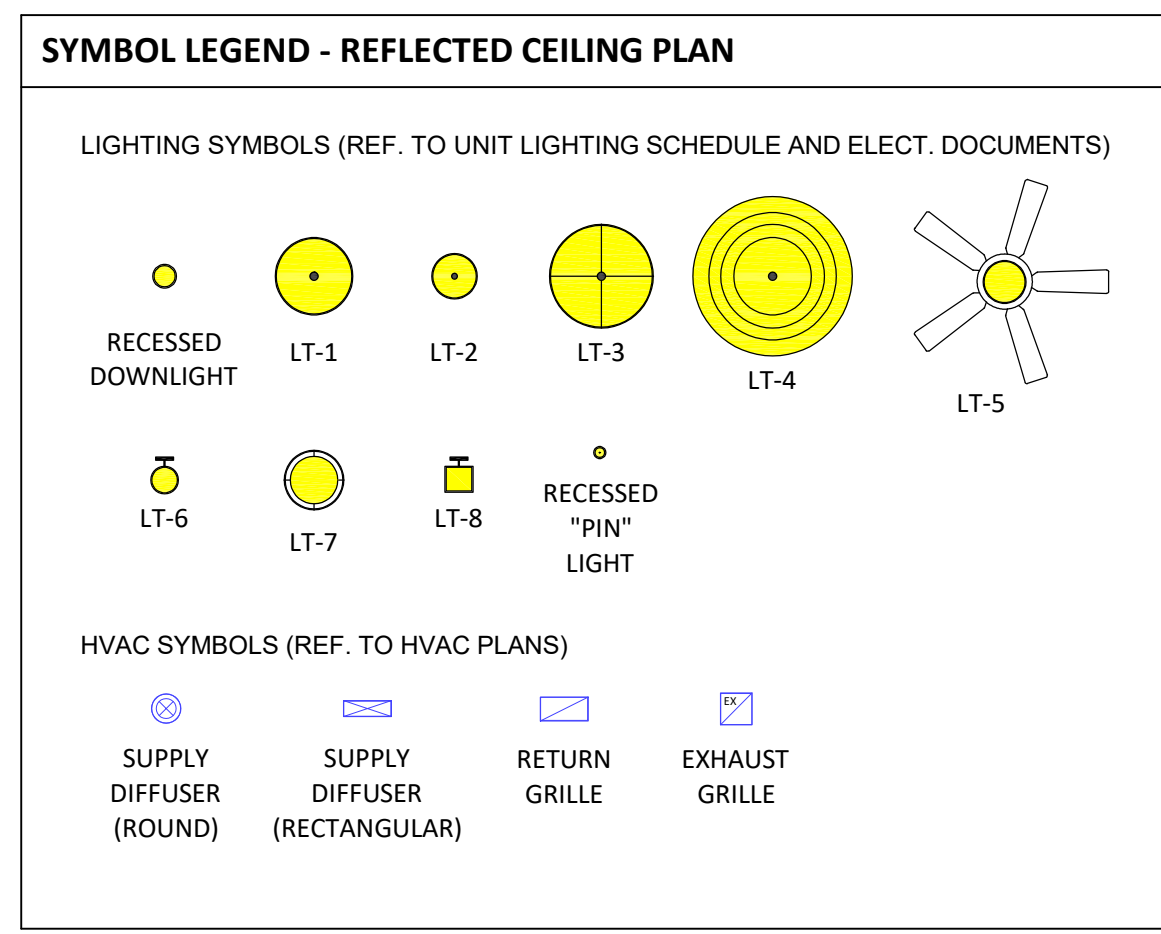 SYMBOL LEGEND - REFLECTED CEILING PLAN
LIGHTING SYMBOLS (REF. TO UNIT LIGHTING SCHEDULE AND ELECT. DOCUMENTS)
RECESSED
DOWNLIGHT
LT-1
LT-2
LT-3
LT-4
LT-5
LT-6
LT-7
LT-8
RECESSED
"PIN"
LIGHT
HVAC SYMBOLS (REF. TO HVAC PLANS)
SUPPLY
DIFFUSER
(ROUND)
SUPPLY
DIFFUSER
(RECTANGULAR)
RETURN
GRILLE
EX
EXHAUST
GRILLE